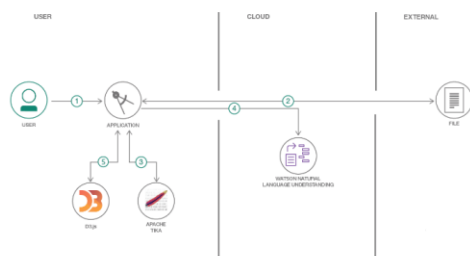 USER
CLOUD
EXTERNAL
1
2
4
USER
APPLICATION
FILE
5
3
WATSON NATURAL
LANGUAGE UNDERSTANDING
D3.js
APACHE
TIKA